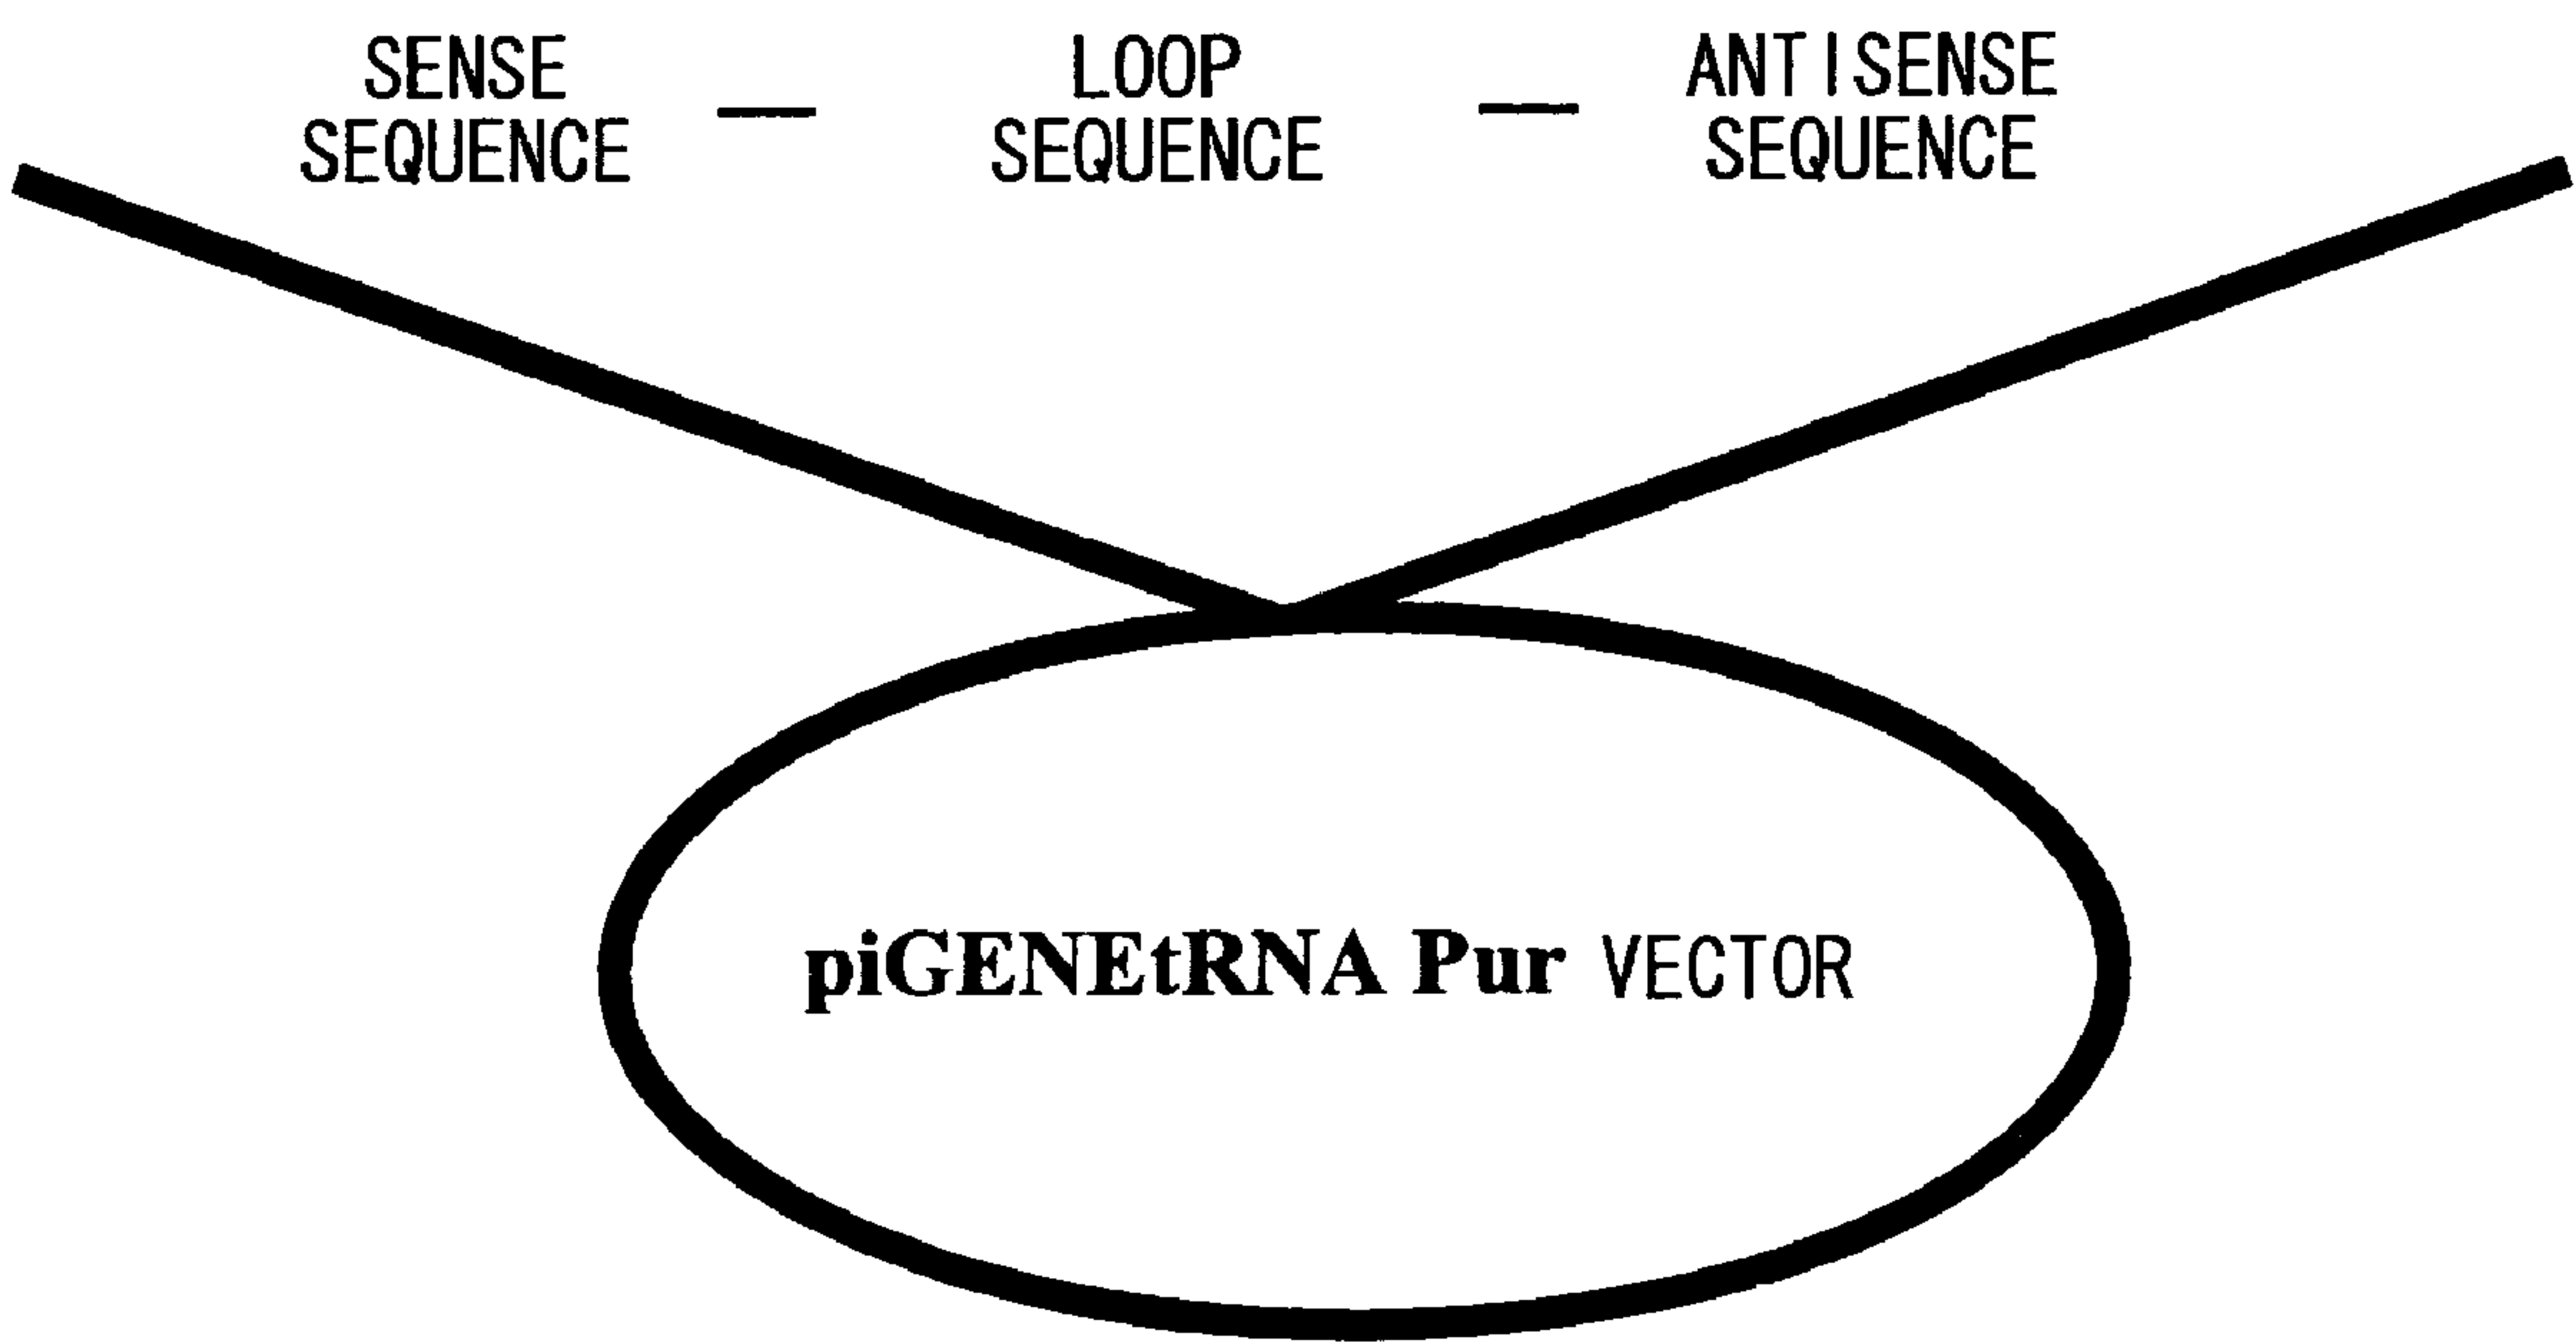 SENSE SEQUENCE — LOOP SEQUENCE — ANTISENSE SEQUENCE
piGENEtRNA Pur VECTOR